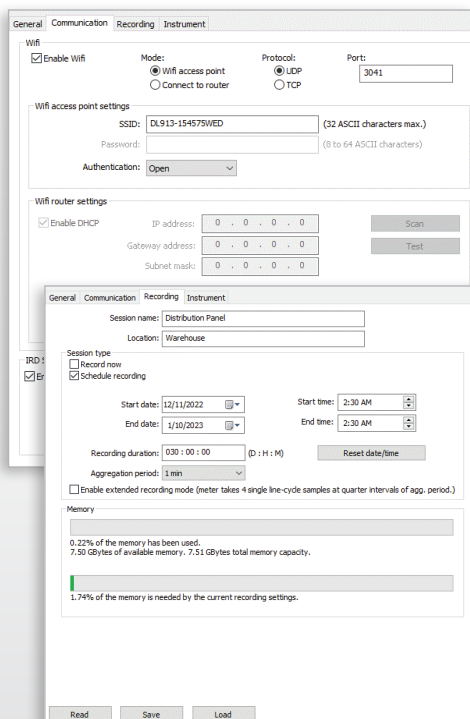 General Communication Recording Instrument
Wifi
Enable Wifi Mode: Protocol: Port:
Wifi access point UDP 3041
Connect to router TCP
Wifi access point settings
SSID: DL913-154575WED (32 ASCII characters max.)
Password: (8 to 64 ASCII characters)
Authentication: Open
Wifi router settings
Enable DHCP IP address: 0 . 0 . 0 . 0 Scan
Gateway address: 0 . 0 . 0 . 0 Test
Subnet mask: 0 . 0 . 0 . 0
IRD
General Communication Recording Instrument
Session name: Distribution Panel
Location: Warehouse
Session type
Record now
Schedule recording
Start date: 12/11/2022 Start time: 2:30 AM
End date: 1/10/2023 End time: 2:30 AM
Recording duration: 030 : 00 : 00 (D : H : M) Reset date/time
Aggregation period: 1 min
Enable extended recording mode (meter takes 4 single line-cycle samples at quarter intervals of agg. period.)
Memory
0.22% of the memory has been used.
7.50 GBytes of available memory. 7.51 GBytes total memory capacity.
1.74% of the memory is needed by the current recording settings.
Read Save Load